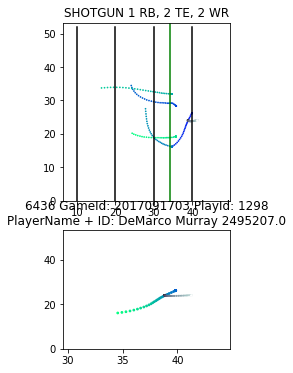 SHOTGUN 1 RB, 2 TE, 2 WR
50
40
30
20
10
0
10 20 30 40
6436 GameId: 2017091703 PlayId: 1298
PlayerName + ID: DeMarco Murray 2495207.0
40
20
0
30 35 40